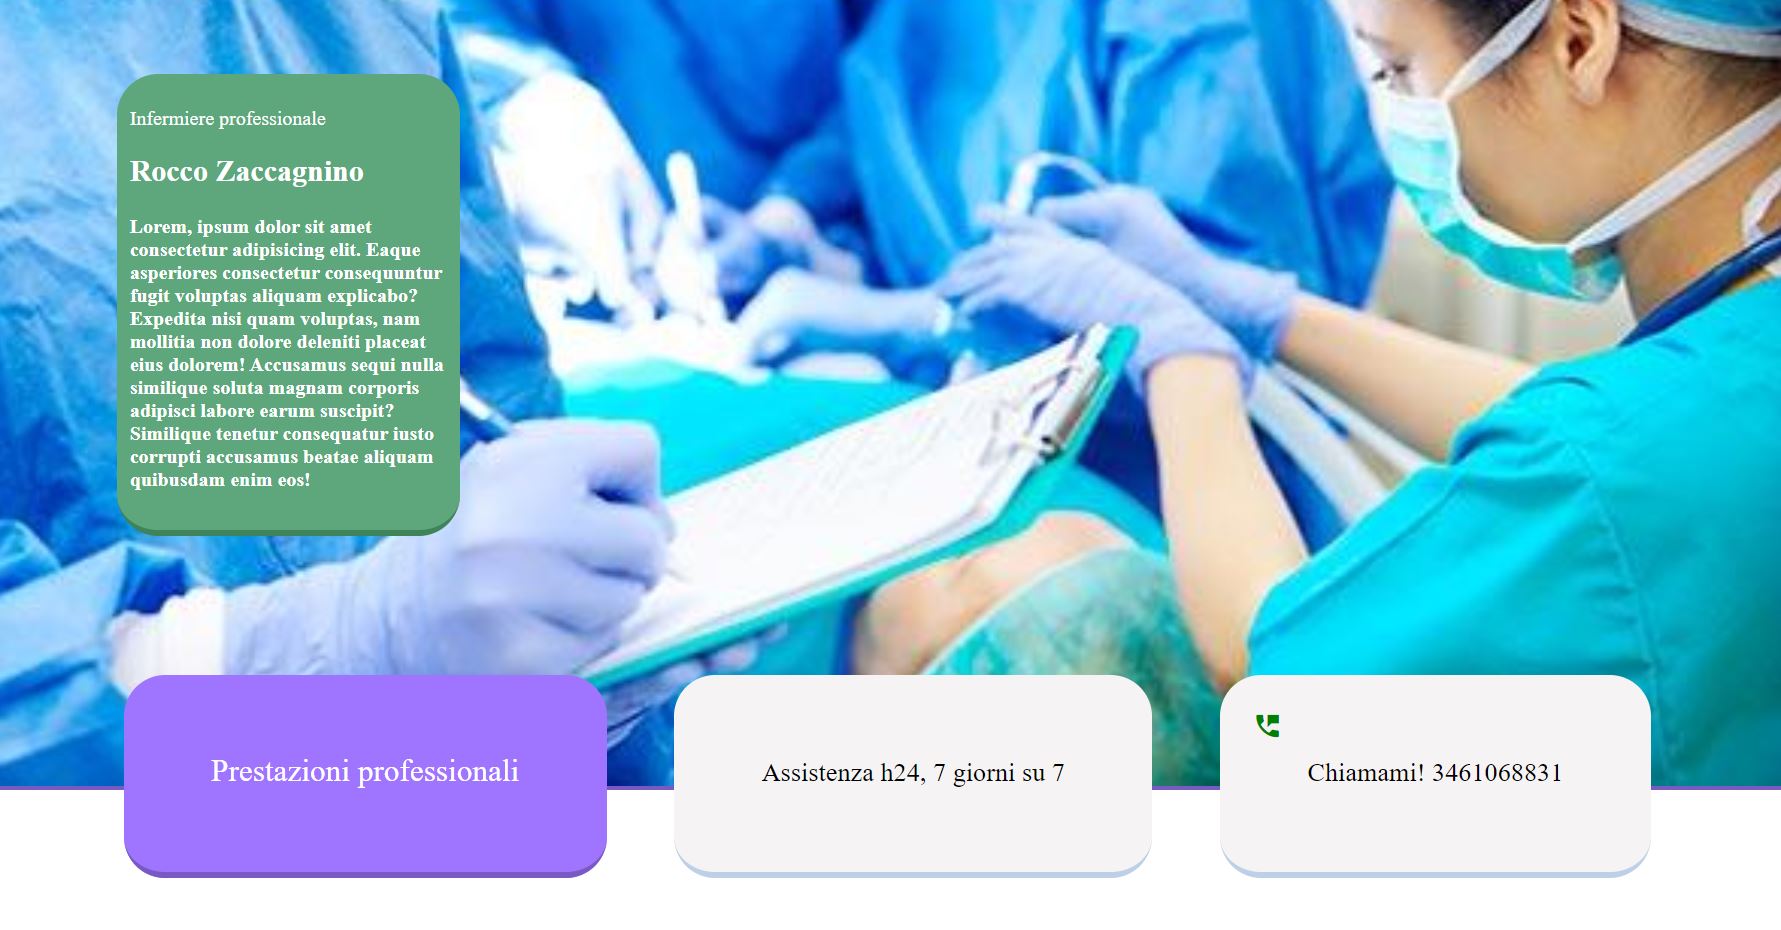 Infermiere professionale
Rocco Zaccagnino
Lorem, ipsum dolor sit amet
consectetur adipisicing elit. Eaque
asperiores consectetur consequuntur
fugit voluptas aliquam explicabo?
Expedita nisi quam voluptas, nam
mollitia non dolore deleniti placeat
eius dolorem! Accusamus sequi nulla
similique soluta magnam corporis
adipisci labore earum suscipit?
Similique tenetur consequatur iusto
corrupti accusamus beatae aliquam
quibusdam enim eos!
Prestazioni professionali
Assistenza h24, 7 giorni su 7
Chiamami! 3461068831